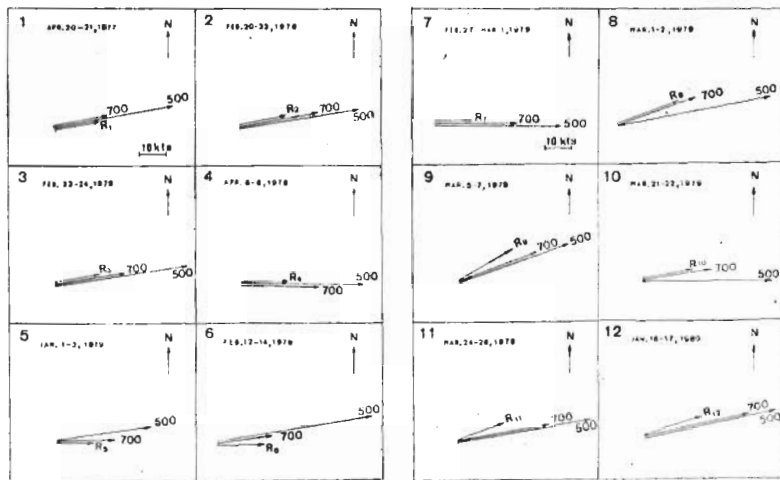 1
APR. 20-21, 1977
N
700
500
R1
10 kts
2
FEB. 20-23, 1978
N
R2
700
500
3
N
R3
700
500
4
APR. 6-8, 1978
N
R4
500
700
5
JAN. 1-3, 1979
N
500
700
R5
6
FEB. 12-14, 1979
N
500
700
R6
7
FEB. 27 MAR. 1, 1979
N
R7
700
500
10 kts
8
MAR. 1-2, 1979
N
R8
700
500
9
MAR. 5-7, 1979
N
R9
700
500
10
MAR. 21-22, 1979
N
R10
700
500
11
MAR. 24-26, 1979
N
R11
700
500
12
JAN. 16-17, 1980
N
R12
700
500